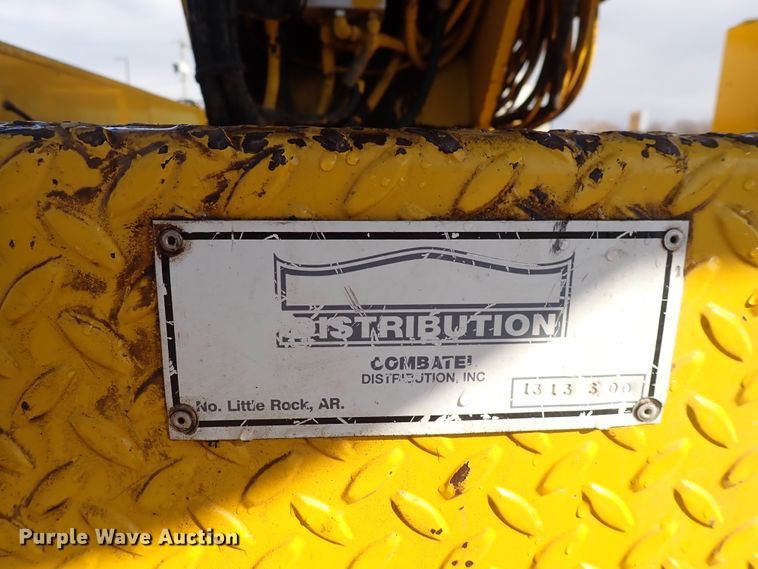 DISTRIBUTION
COMBATEL
DISTRIBUTION, INC
1313 S 00
No. Little Rock, AR.
Purple Wave Auction